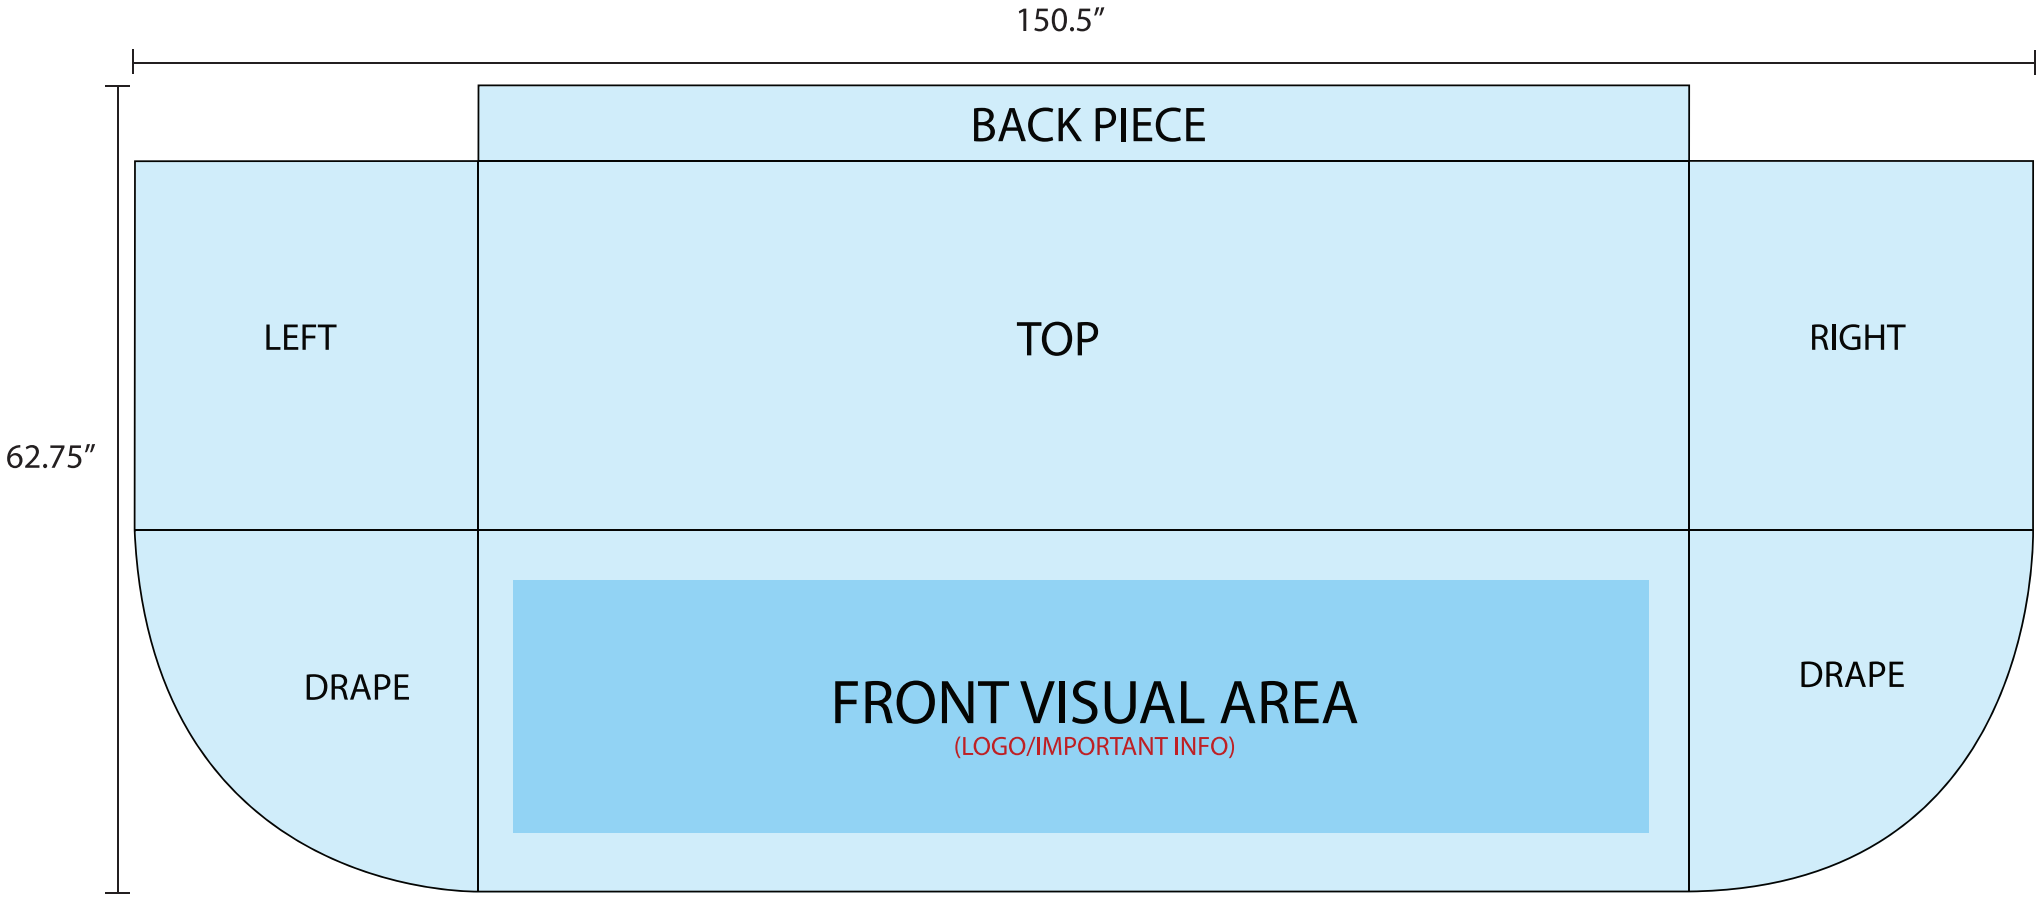 150.5”
BACK PIECE
LEFT
TOP
RIGHT
62.75”
DRAPE
FRONT VISUAL AREA
(LOGO/IMPORTANT INFO)
DRAPE